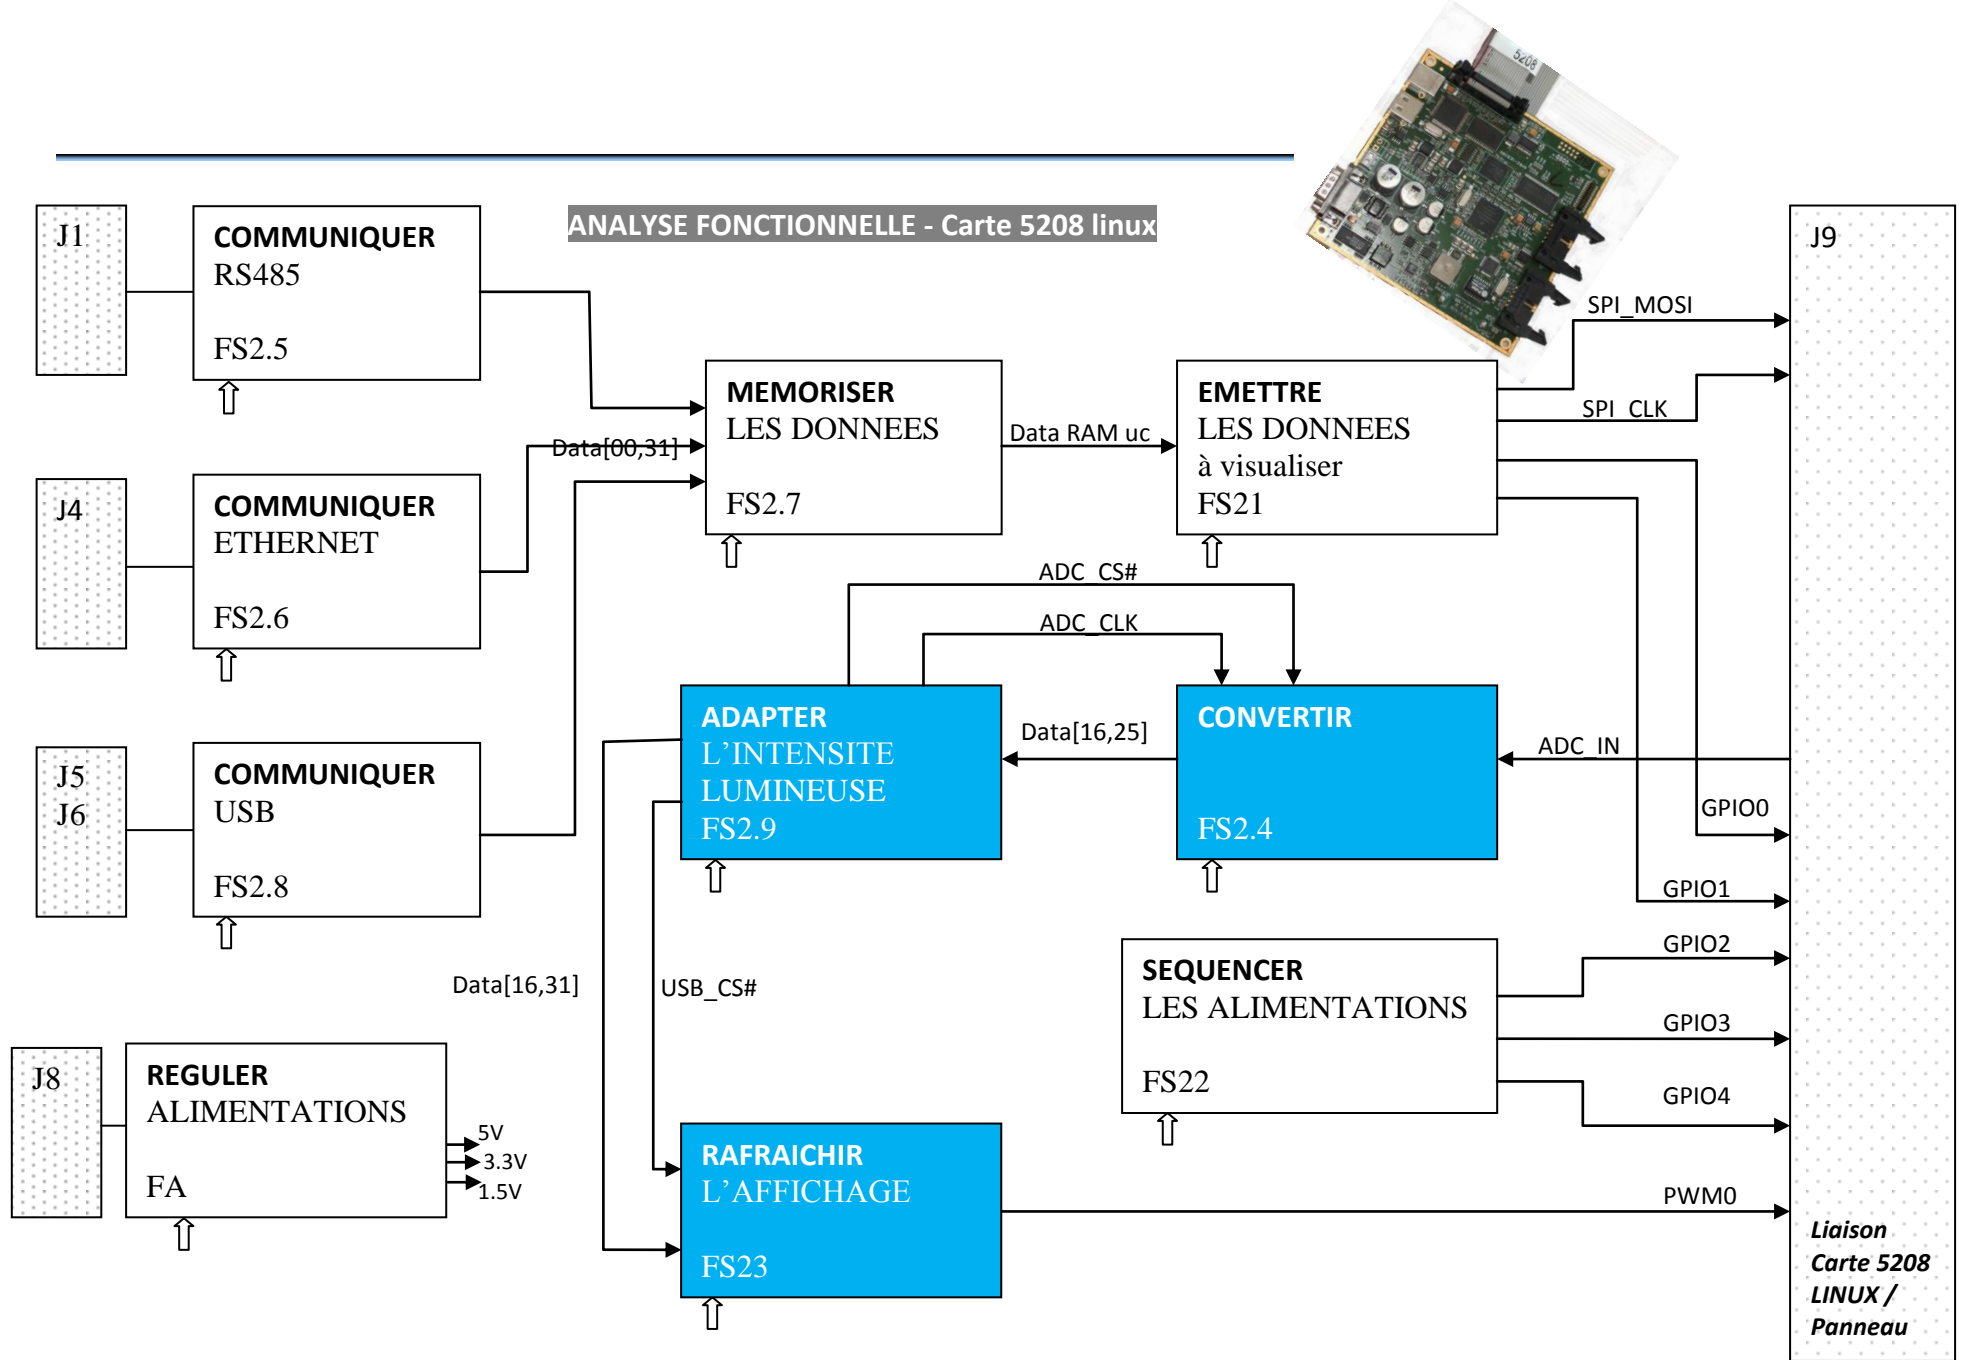 5208
ANALYSE FONCTIONNELLE - Carte 5208 linux
J1
COMMUNIQUER
RS485
FS2.5
J4
COMMUNIQUER
ETHERNET
FS2.6
J5
J6
COMMUNIQUER
USB
FS2.8
J8
REGULER
ALIMENTATIONS
FA
5V
3.3V
1.5V
Data[00,31]
MEMORISER
LES DONNEES
FS2.7
Data RAM uc
EMETTRE
LES DONNEES
à visualiser
FS21
SPI_MOSI
SPI_CLK
ADC_CS#
ADC_CLK
ADAPTER
L’INTENSITE
LUMINEUSE
FS2.9
Data[16,25]
CONVERTIR
FS2.4
ADC_IN
GPIO0
GPIO1
Data[16,31]
USB_CS#
SEQUENCER
LES ALIMENTATIONS
FS22
GPIO2
GPIO3
GPIO4
RAFRAICHIR
L’AFFICHAGE
FS23
PWM0
J9
Liaison
Carte 5208
LINUX /
Panneau